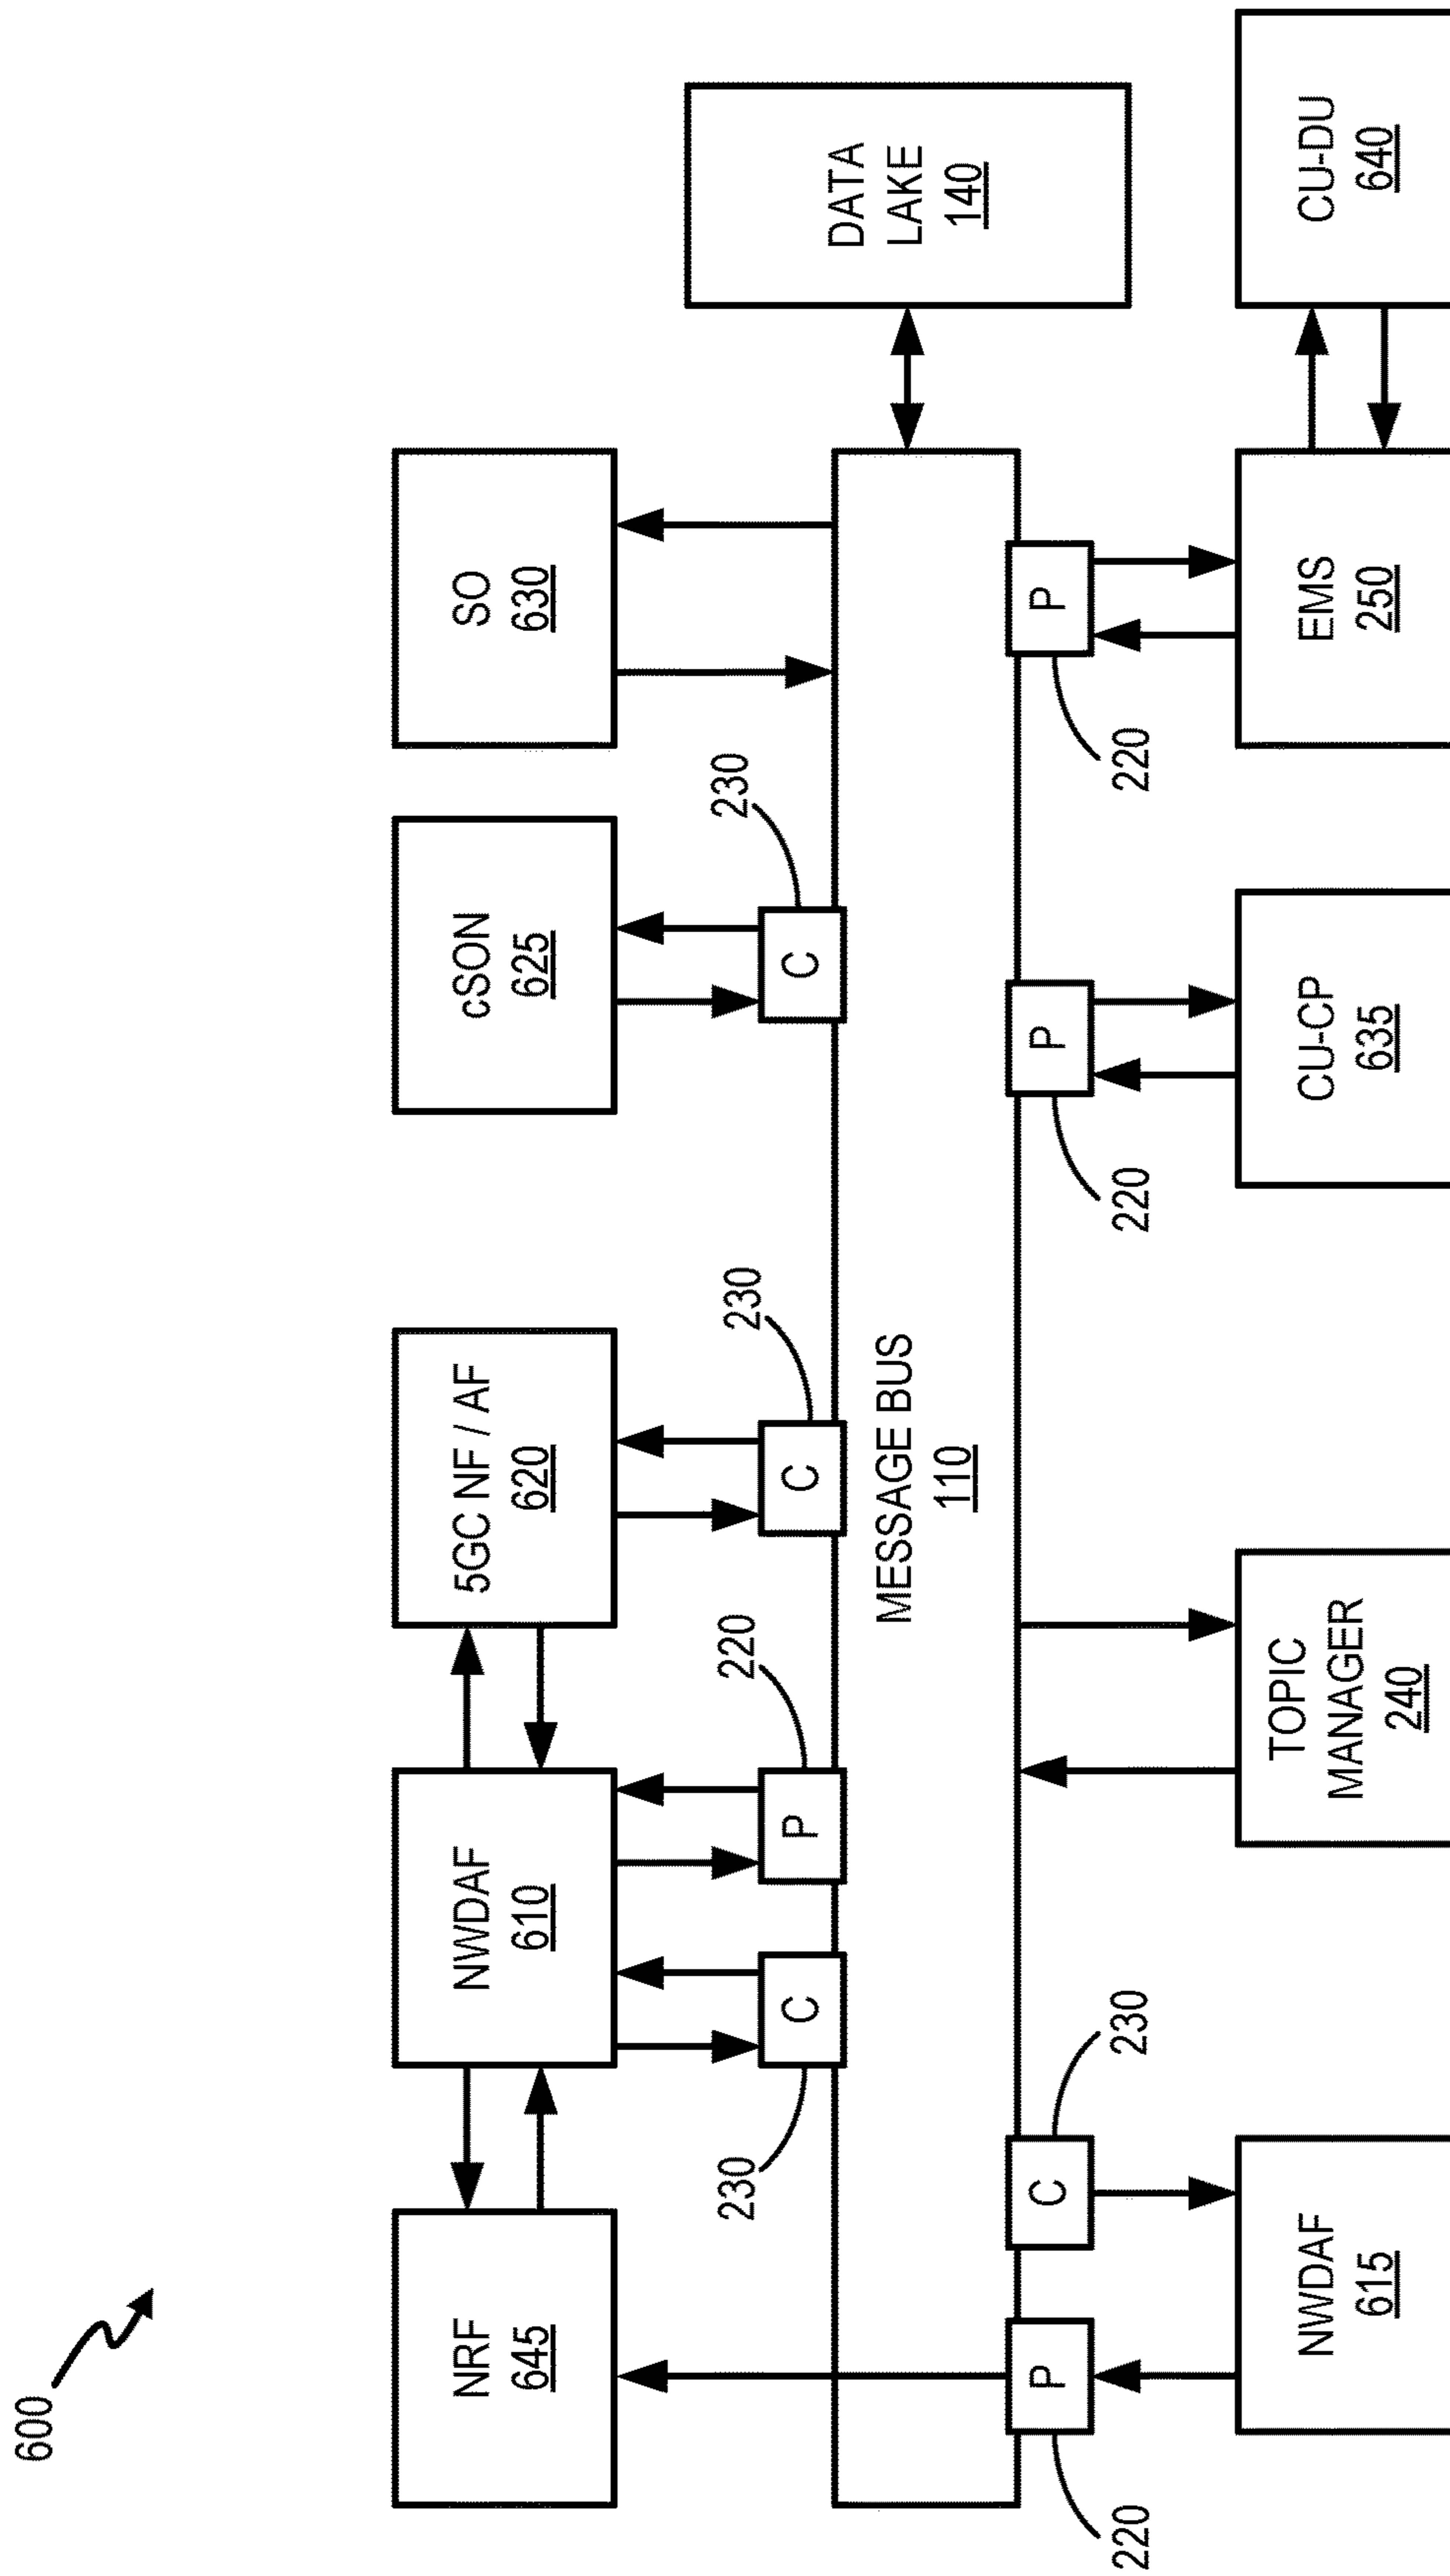 600
NRF
645
NWDAF
610
5GC NF / AF
620
cSON
625
SO
630
230
C
220
P
230
C
230
C
MESSAGE BUS
110
DATA
LAKE
140
220
P
230
C
220
P
220
P
NWDAF
615
TOPIC
MANAGER
240
CU-CP
635
EMS
250
CU-DU
640